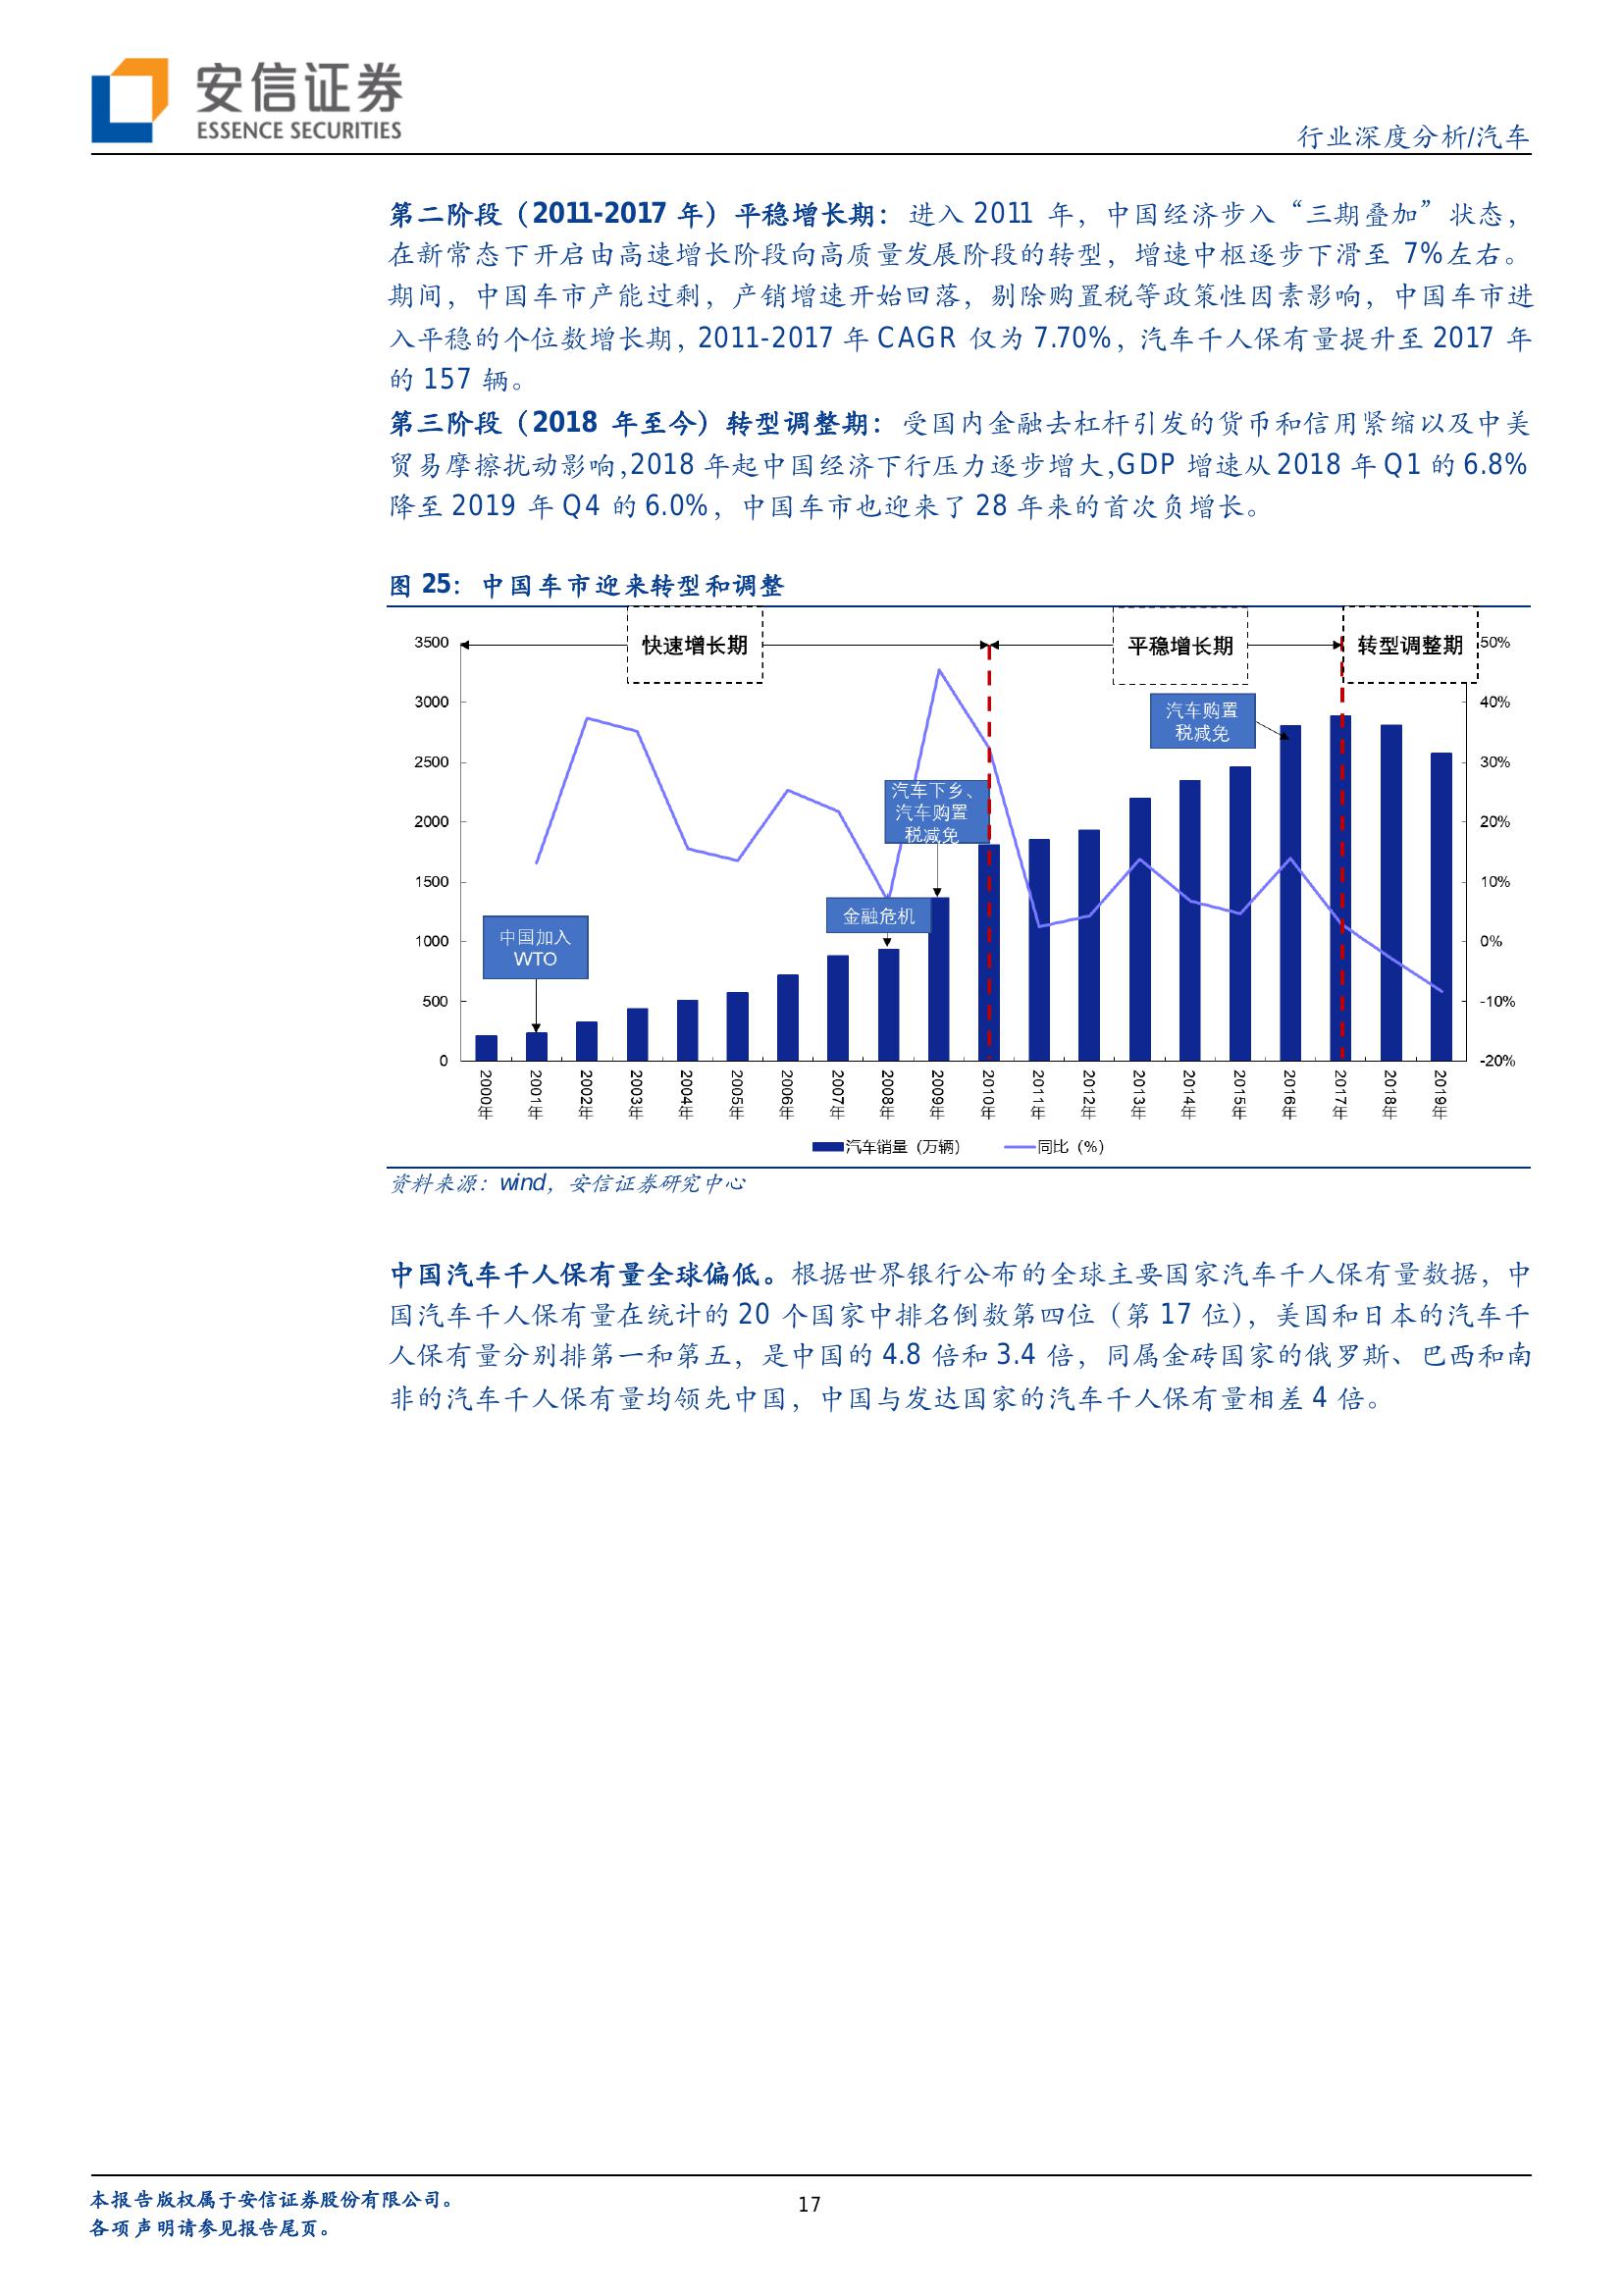 安信证券
ESSENCE SECURITIES
行业深度分析/汽车
第二阶段（2011-2017 年）平稳增长期：进入 2011 年，中国经济步入“三期叠加”状态，
在新常态下开启由高速增长阶段向高质量发展阶段的转型，增速中枢逐步下滑至 7%左右。
期间，中国车市产能过剩，产销增速开始回落，剔除购置税等政策性因素影响，中国车市进
入平稳的个位数增长期，2011-2017 年 CAGR 仅为 7.70%，汽车千人保有量提升至 2017 年
的 157 辆。
第三阶段（2018 年至今）转型调整期：受国内金融去杠杆引发的货币和信用紧缩以及中美
贸易摩擦扰动影响,2018 年起中国经济下行压力逐步增大,GDP 增速从 2018 年 Q1 的 6.8%
降至 2019 年 Q4 的 6.0%，中国车市也迎来了 28 年来的首次负增长。
图 25：中国车市迎来转型和调整
快速增长期
平稳增长期
转型调整期
3500
3000
2500
2000
1500
1000
500
0
50%
40%
30%
20%
10%
0%
-10%
-20%
汽车购置
税减免
汽车下乡、
汽车购置
税减免
金融危机
中国加入
WTO
2000年
2001年
2002年
2003年
2004年
2005年
2006年
2007年
2008年
2009年
2010年
2011年
2012年
2013年
2014年
2015年
2016年
2017年
2018年
2019年
汽车销量（万辆）
同比（%）
资料来源：wind，安信证券研究中心
中国汽车千人保有量全球偏低。根据世界银行公布的全球主要国家汽车千人保有量数据，中
国汽车千人保有量在统计的 20 个国家中排名倒数第四位（第 17 位），美国和日本的汽车千
人保有量分别排第一和第五，是中国的 4.8 倍和 3.4 倍，同属金砖国家的俄罗斯、巴西和南
非的汽车千人保有量均领先中国，中国与发达国家的汽车千人保有量相差 4 倍。
本报告版权属于安信证券股份有限公司。
各项声明请参见报告尾页。
17